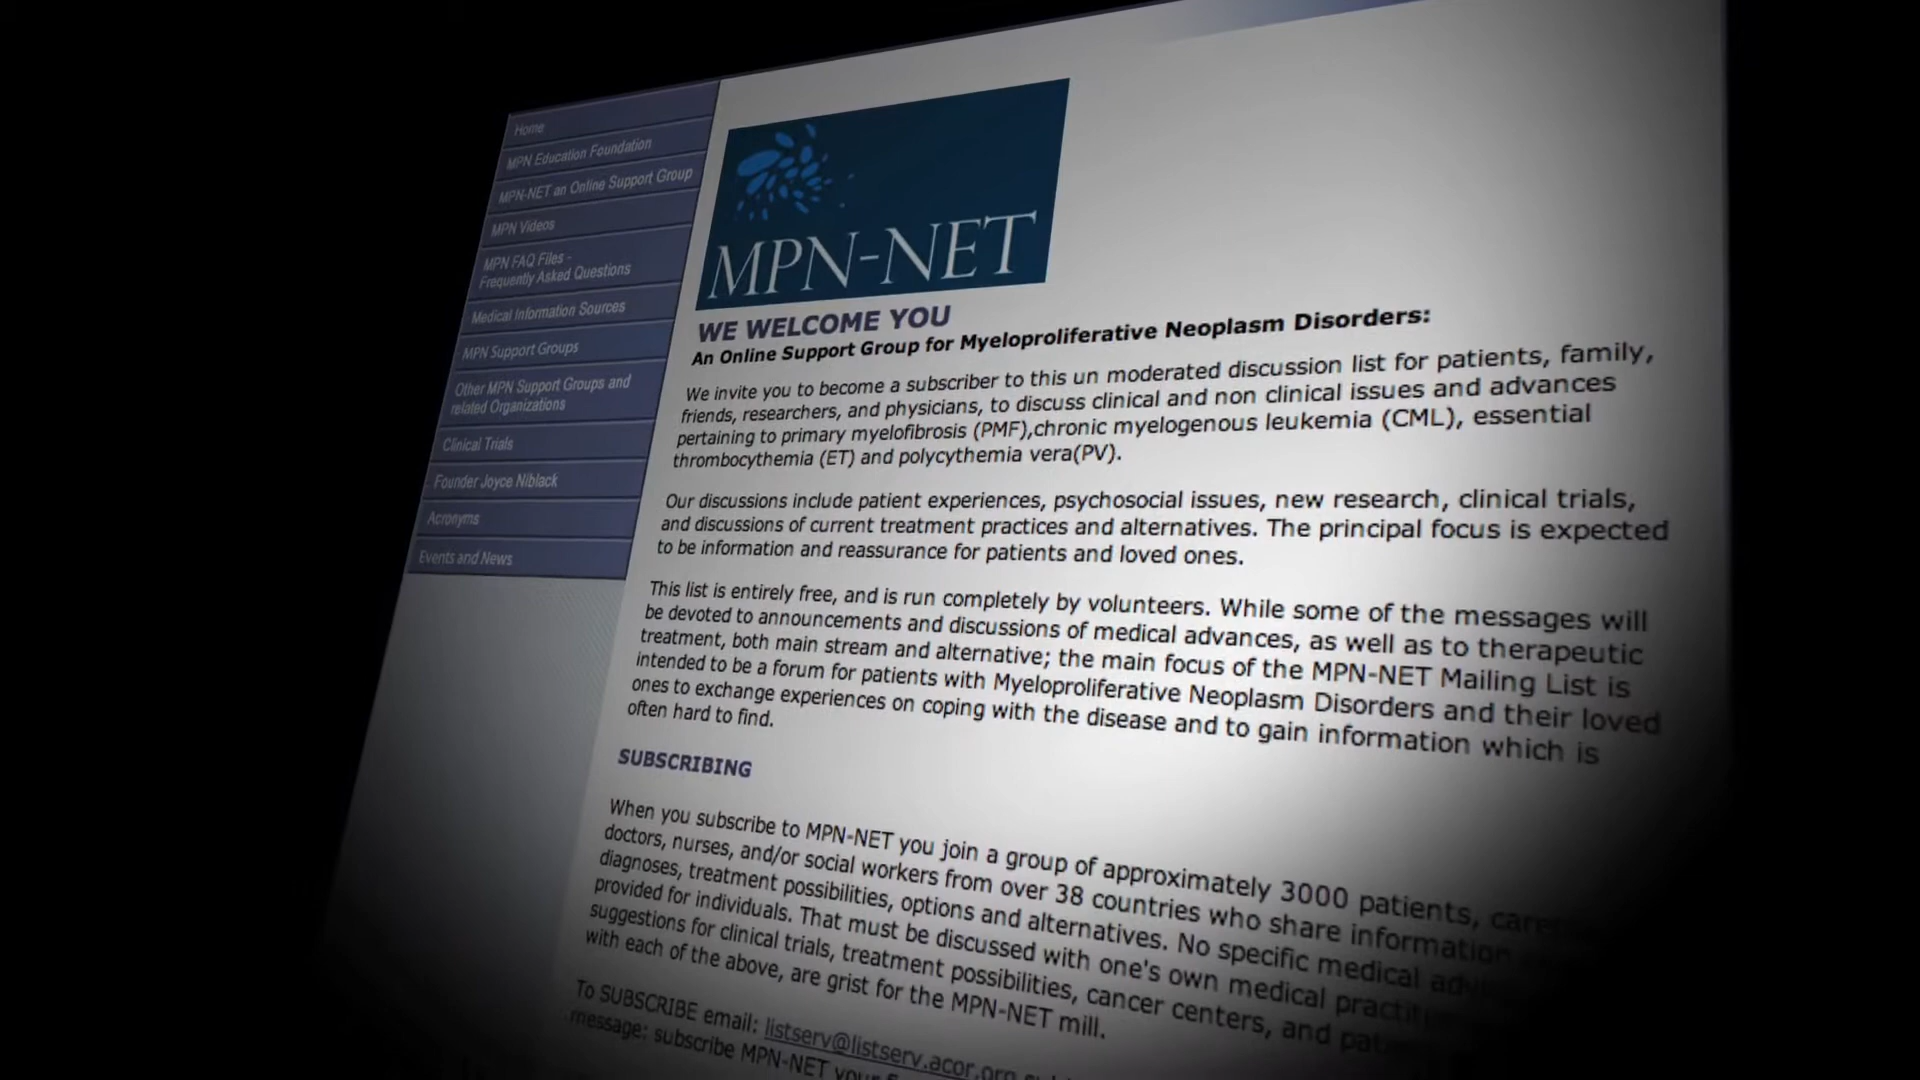 Home
MPN Education Foundation
MPN-NET an Online Support Group
MPN Videos
MPN FAQ Files -
Frequently Asked Questions
Medical Information Sources
MPN Support Groups
Other MPN Support Groups and
related Organizations
Clinical Trials
Founder Joyce Niblack
Acronyms
Events and News
MPN-NET
WE WELCOME YOU
An Online Support Group for Myeloproliferative Neoplasm Disorders:
We invite you to become a subscriber to this un moderated discussion list for patients, family,
friends, researchers, and physicians, to discuss clinical and non clinical issues and advances
pertaining to primary myelofibrosis (PMF),chronic myelogenous leukemia (CML), essential
thrombocythemia (ET) and polycythemia vera(PV).
Our discussions include patient experiences, psychosocial issues, new research, clinical trials,
and discussions of current treatment practices and alternatives. The principal focus is expected
to be information and reassurance for patients and loved ones.
This list is entirely free, and is run completely by volunteers. While some of the messages will
be devoted to announcements and discussions of medical advances, as well as to therapeutic
treatment, both main stream and alternative; the main focus of the MPN-NET Mailing List is
intended to be a forum for patients with Myeloproliferative Neoplasm Disorders and their loved
ones to exchange experiences on coping with the disease and to gain information which is
often hard to find.
SUBSCRIBING
When you subscribe to MPN-NET you join a group of approximately 3000 patients,
doctors, nurses, and/or social workers from over 38 countries who share information
diagnoses, treatment possibilities, options and alternatives. No specific medical
provided for individuals. That must be discussed with one's own medical
suggestions for clinical trials, treatment possibilities, cancer centers, and
with each of the above, are grist for the MPN-NET mill.
To SUBSCRIBE email: listserv@listserv.acor.org
message: subscribe MPN-NET your